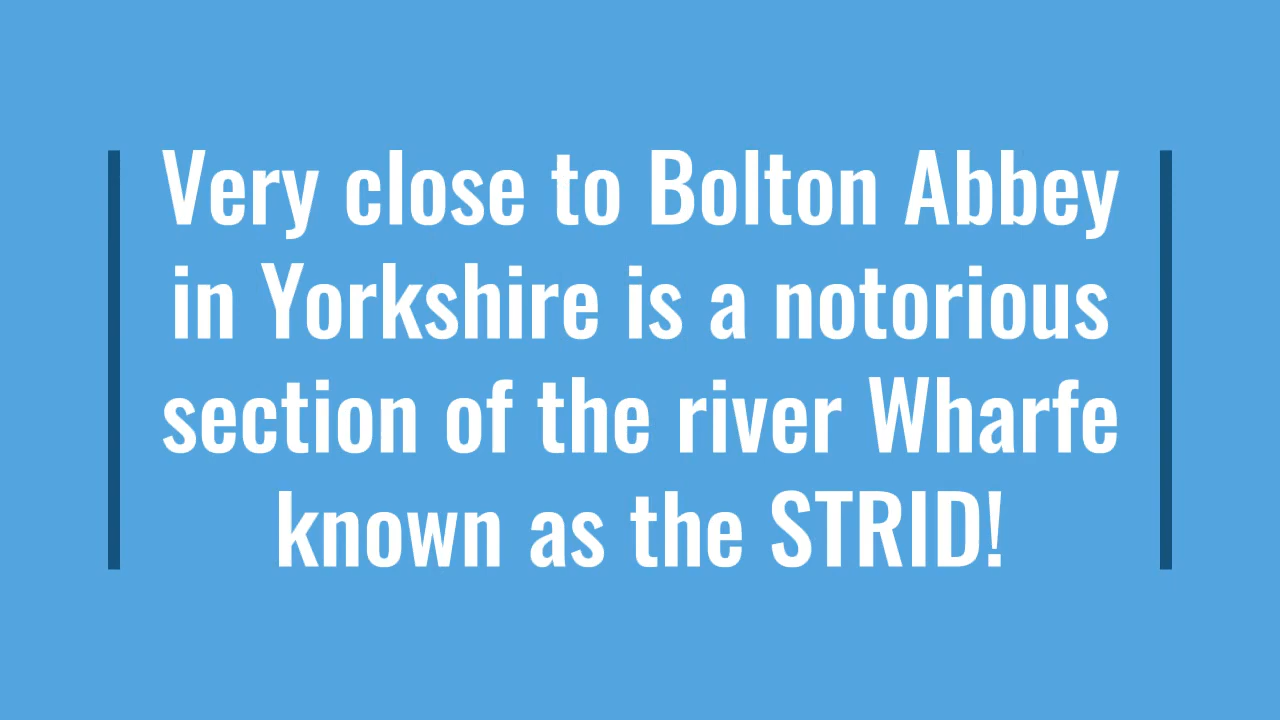 Very close to Bolton Abbey
in Yorkshire is a notorious
section of the river Wharfe
known as the STRID!